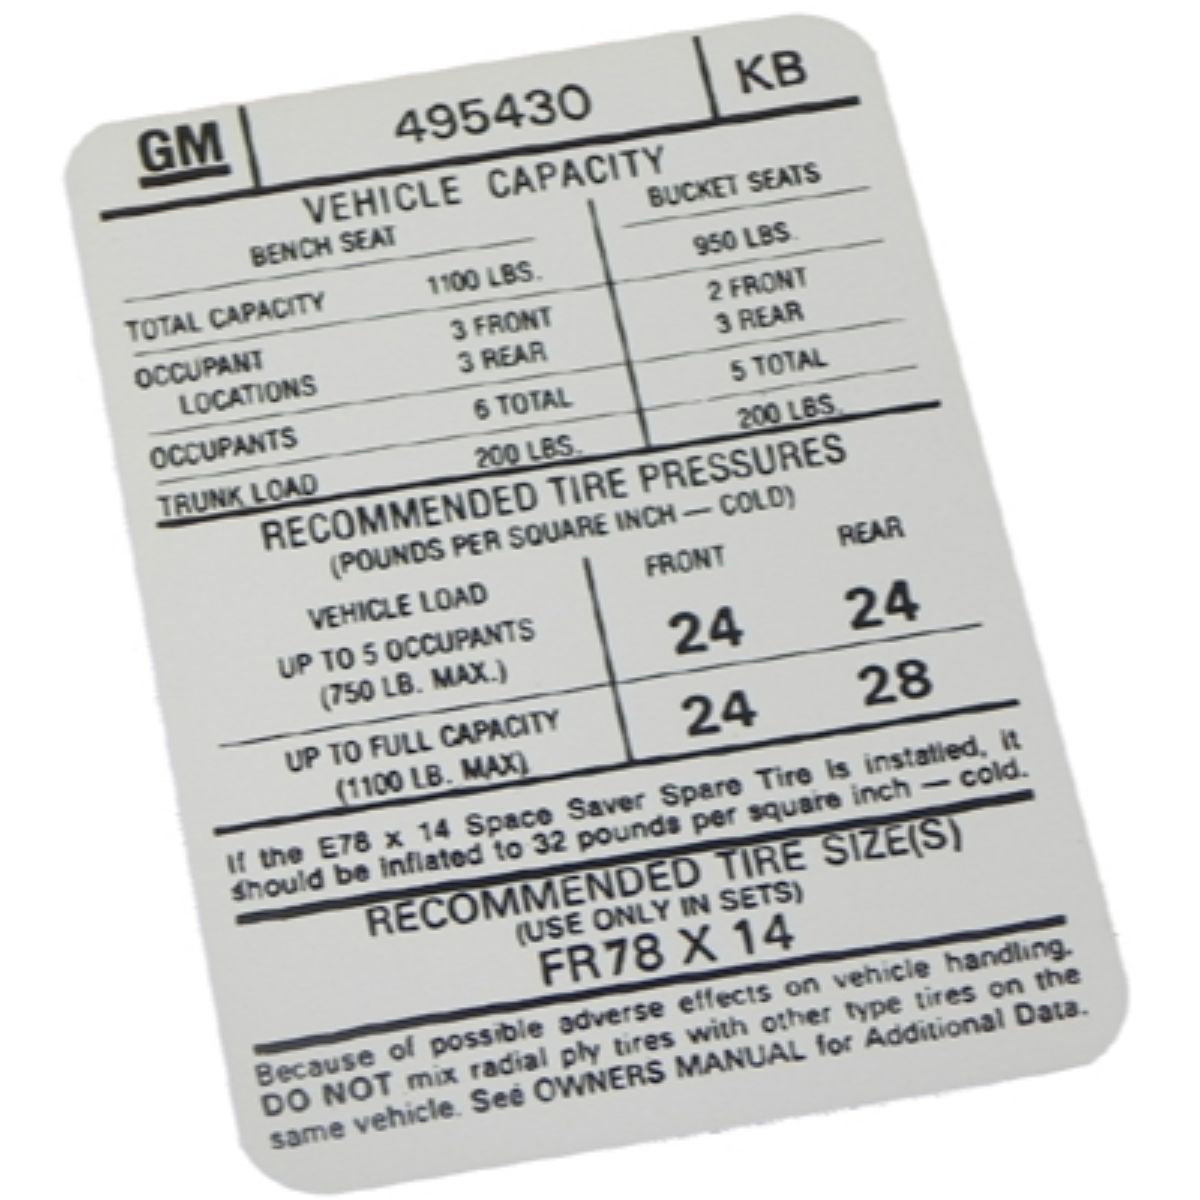 GM 495430 KB
VEHICLE CAPACITY
BENCH SEAT BUCKET SEATS
TOTAL CAPACITY 1100 LBS. 950 LBS.
OCCUPANT 3 FRONT 2 FRONT
LOCATIONS 3 REAR 3 REAR
OCCUPANTS 6 TOTAL 5 TOTAL
TRUNK LOAD 200 LBS. 200 LBS.
RECOMMENDED TIRE PRESSURES
(POUNDS PER SQUARE INCH — COLD)
VEHICLE LOAD FRONT REAR
UP TO 5 OCCUPANTS 24 24
(750 LB. MAX.)
UP TO FULL CAPACITY 24 28
(1100 LB. MAX)
If the E78 x 14 Space Saver Spare Tire is installed, it
should be inflated to 32 pounds per square inch — cold.
RECOMMENDED TIRE SIZE(S)
(USE ONLY IN SETS)
FR78 X 14
Because of possible adverse effects on vehicle handling,
DO NOT mix radial ply tires with other type tires on the
same vehicle. See OWNERS MANUAL for Additional Data.